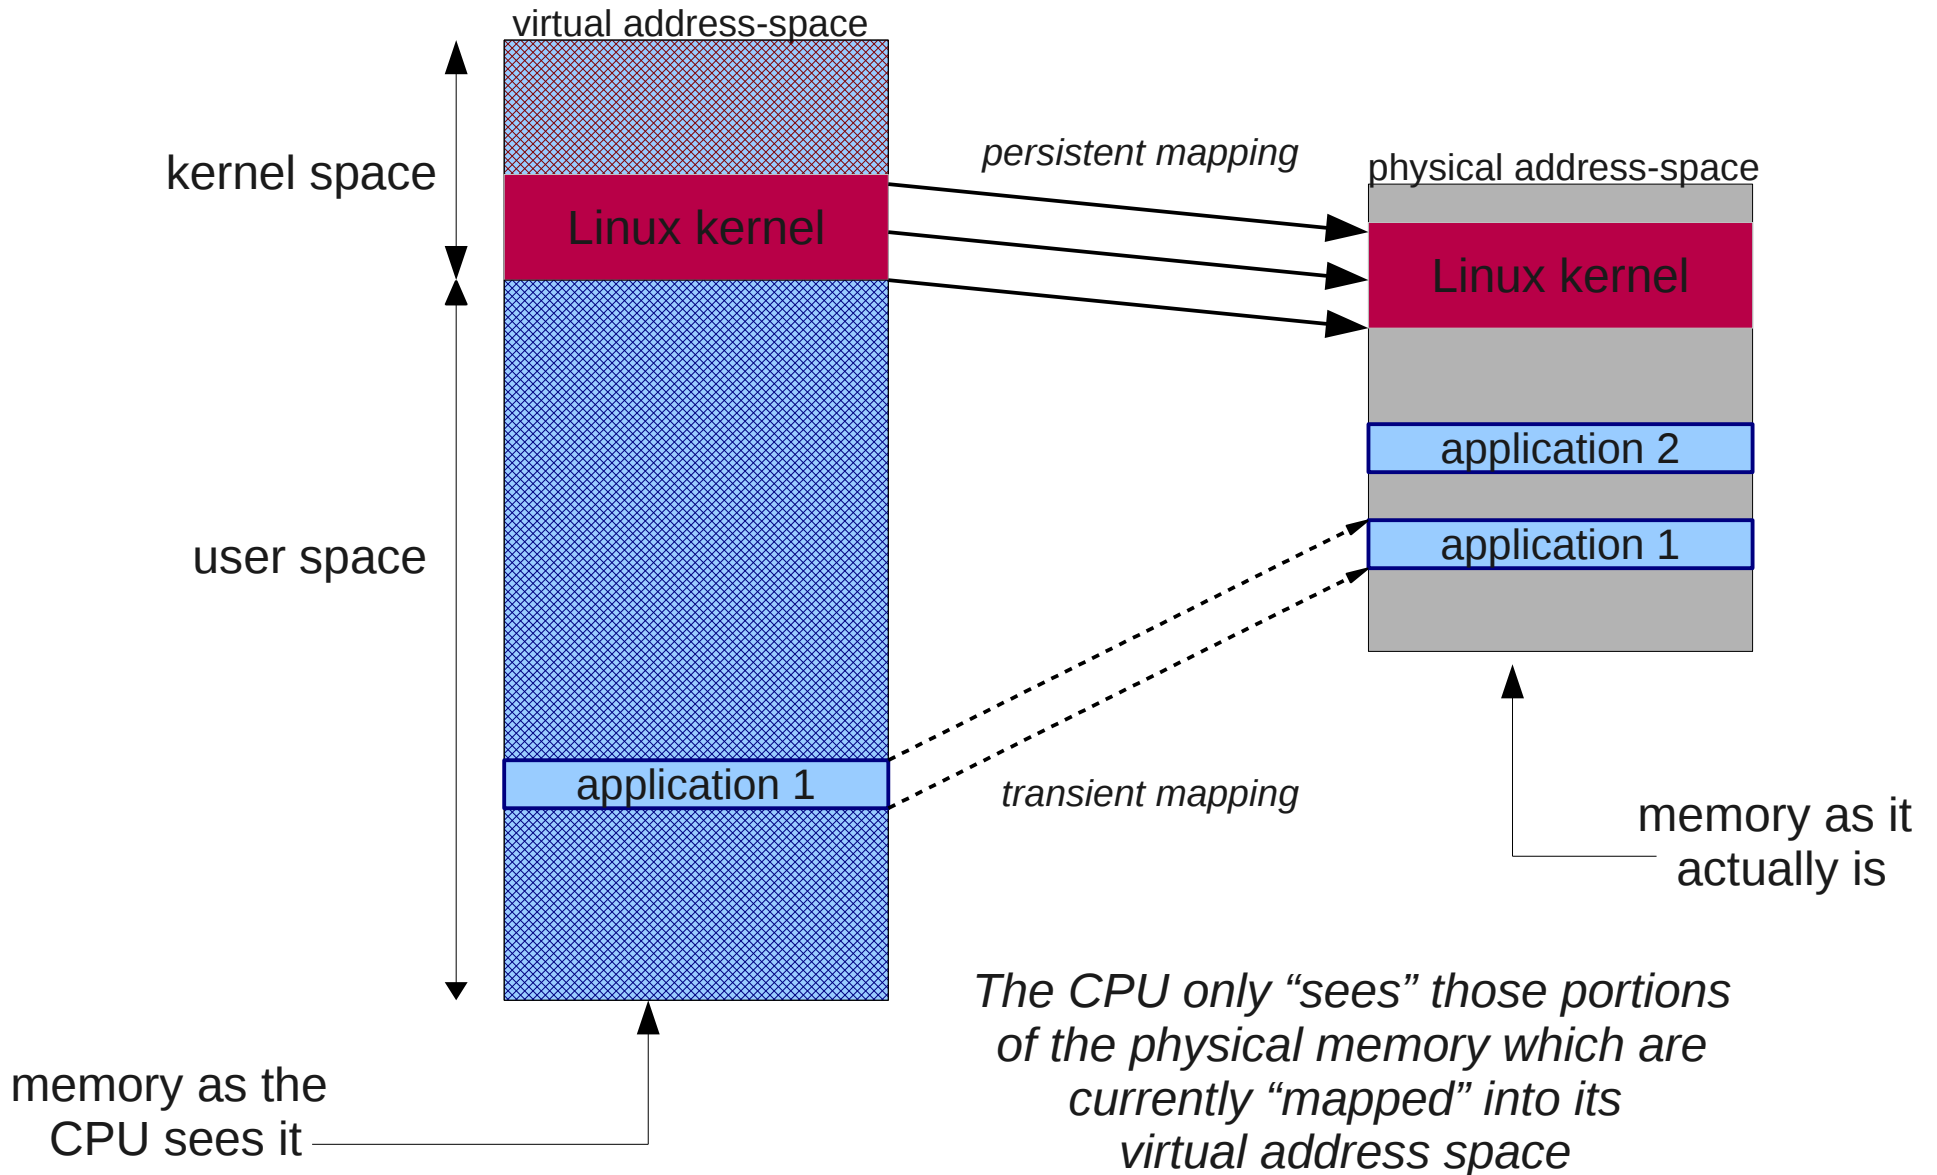 virtual address-space
persistent mapping
physical address-space
kernel space
Linux kernel
Linux kernel
application 2
application 1
user space
application 1
transient mapping
memory as it
actually is
The CPU only “sees” those portions
of the physical memory which are
currently “mapped” into its
virtual address space
memory as the
CPU sees it